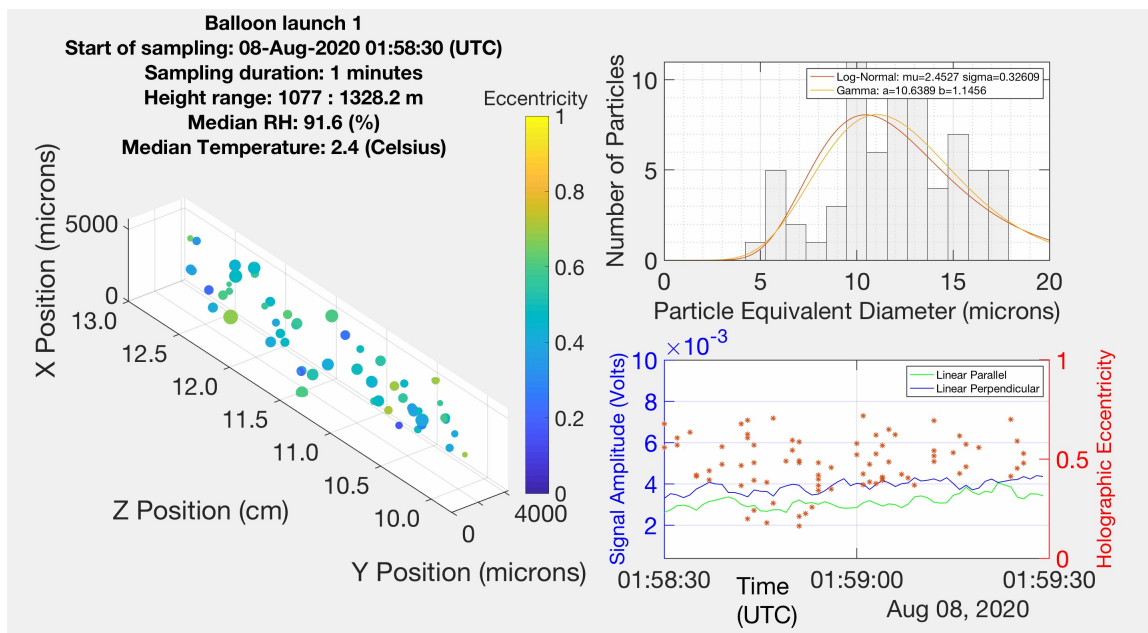 Balloon launch 1
Start of sampling: 08-Aug-2020 01:58:30 (UTC)
Sampling duration: 1 minutes
Height range: 1077 : 1328.2 m
Median RH: 91.6 (%)
Median Temperature: 2.4 (Celsius)
Eccentricity
1
0.8
0.6
0.4
0.2
0
X Position (microns)
5000
0
13.0
12.5
12.0
11.5
11.0
10.5
10.0
Z Position (cm)
0
4000
Y Position (microns)
Number of Particles
10
5
0
Log-Normal: mu=2.4527 sigma=0.32609
Gamma: a=10.6389 b=1.1456
0
5
10
15
20
Particle Equivalent Diameter (microns)
Signal Amplitude (Volts)
×10⁻³
10
8
6
4
2
Linear Parallel
Linear Perpendicular
1
0.5
0
Holographic Eccentricity
01:58:30
01:59:00
01:59:30
Time
(UTC)
Aug 08, 2020